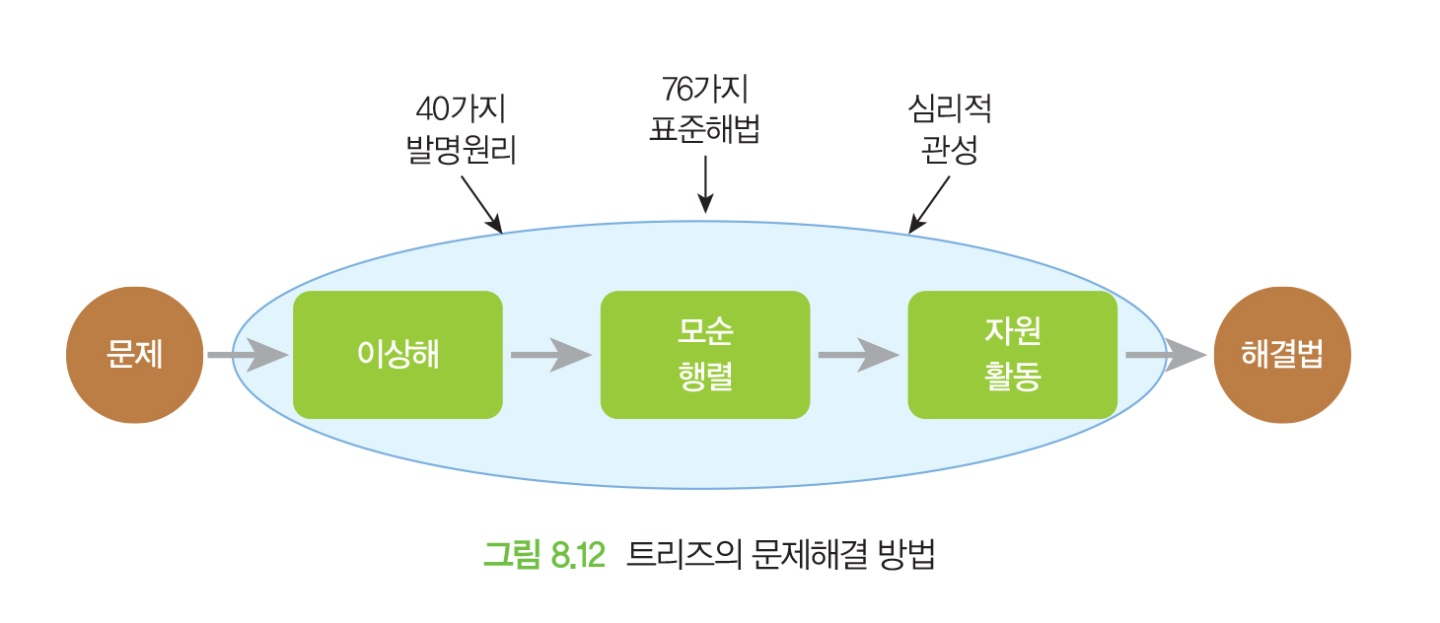 40가지
발명원리
76가지
표준해법
심리적
관성
문제
이상해
모순
행렬
자원
활동
해결법
그림 8.12 트리즈의 문제해결 방법